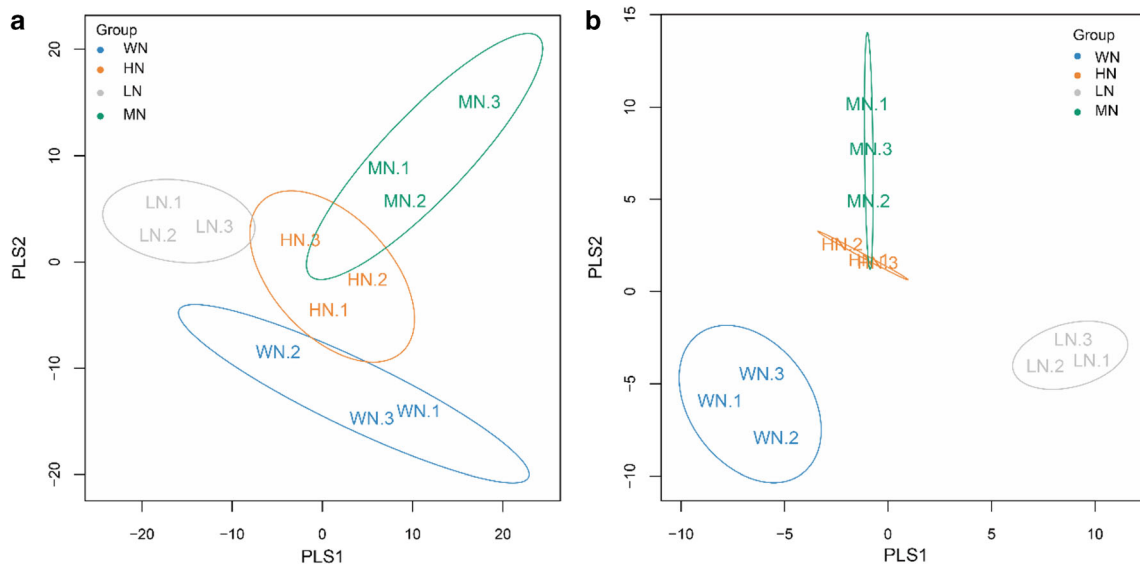 a
Group
WN
HN
LN
MN
20
10
0
−10
−20
PLS2
MN.3
MN.1
MN.2
LN.1
LN.3
LN.2
HN.3
HN.2
HN.1
WN.2
WN.1
WN.3
−20
−10
0
10
20
PLS1
b
Group
WN
HN
LN
MN
15
10
5
0
−5
−10
PLS2
MN.1
MN.3
MN.2
HN.2
LN.3
LN.1
LN.2
WN.3
WN.1
WN.2
−10
−5
0
5
10
PLS1